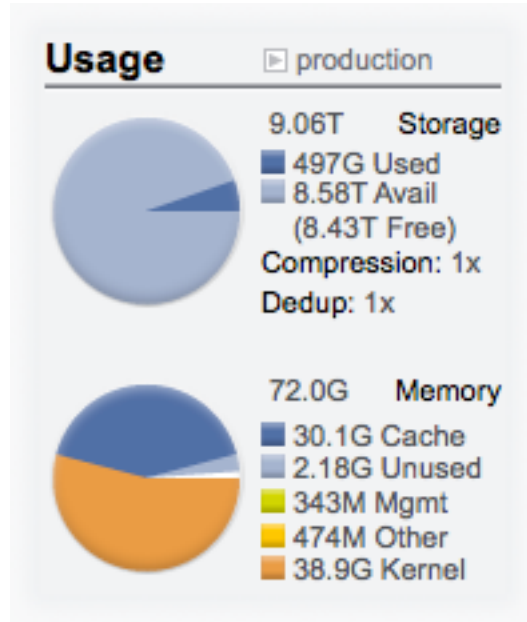 Usage production
9.06T Storage
497G Used
8.58T Avail
(8.43T Free)
Compression: 1x
Dedup: 1x
72.0G Memory
30.1G Cache
2.18G Unused
343M Mgmt
474M Other
38.9G Kernel